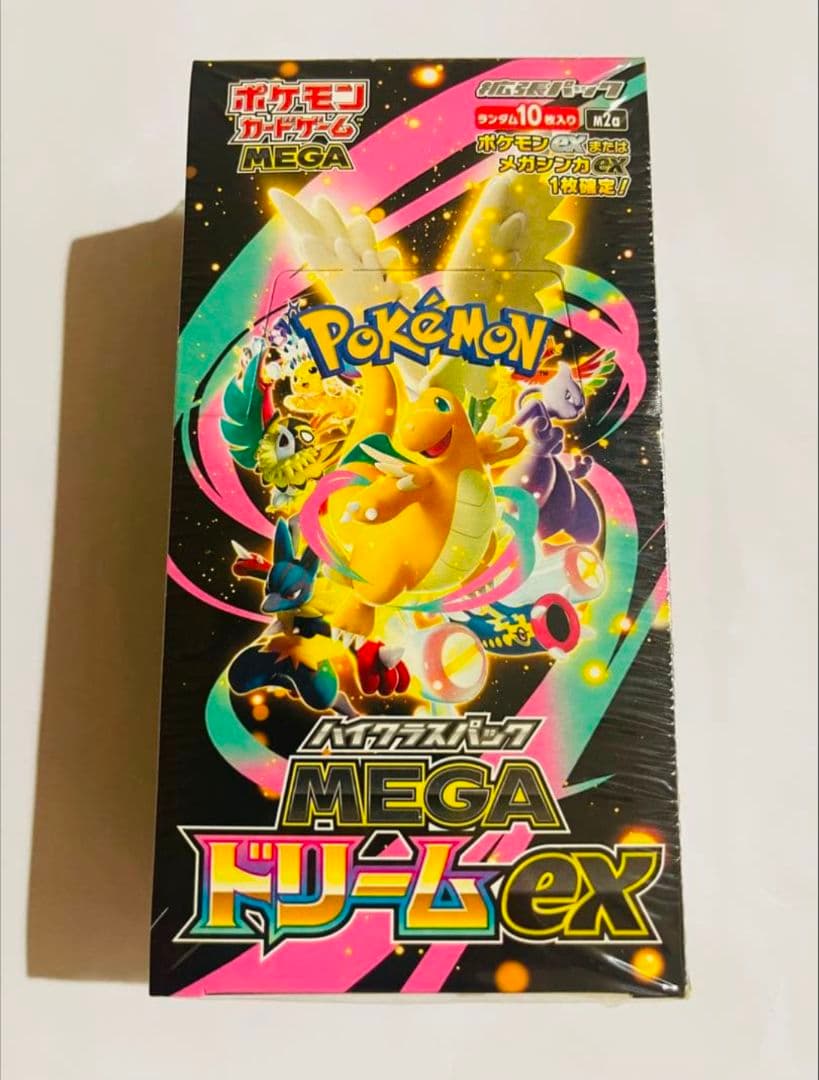 ポケモン
カードゲーム
MEGA
拡張パック
ランダム10枚入り
M2a
ポケモンexまたは
メガシンカex
1枚確定!
POKéMON
ハイクラスパック
MEGA
ドリームex